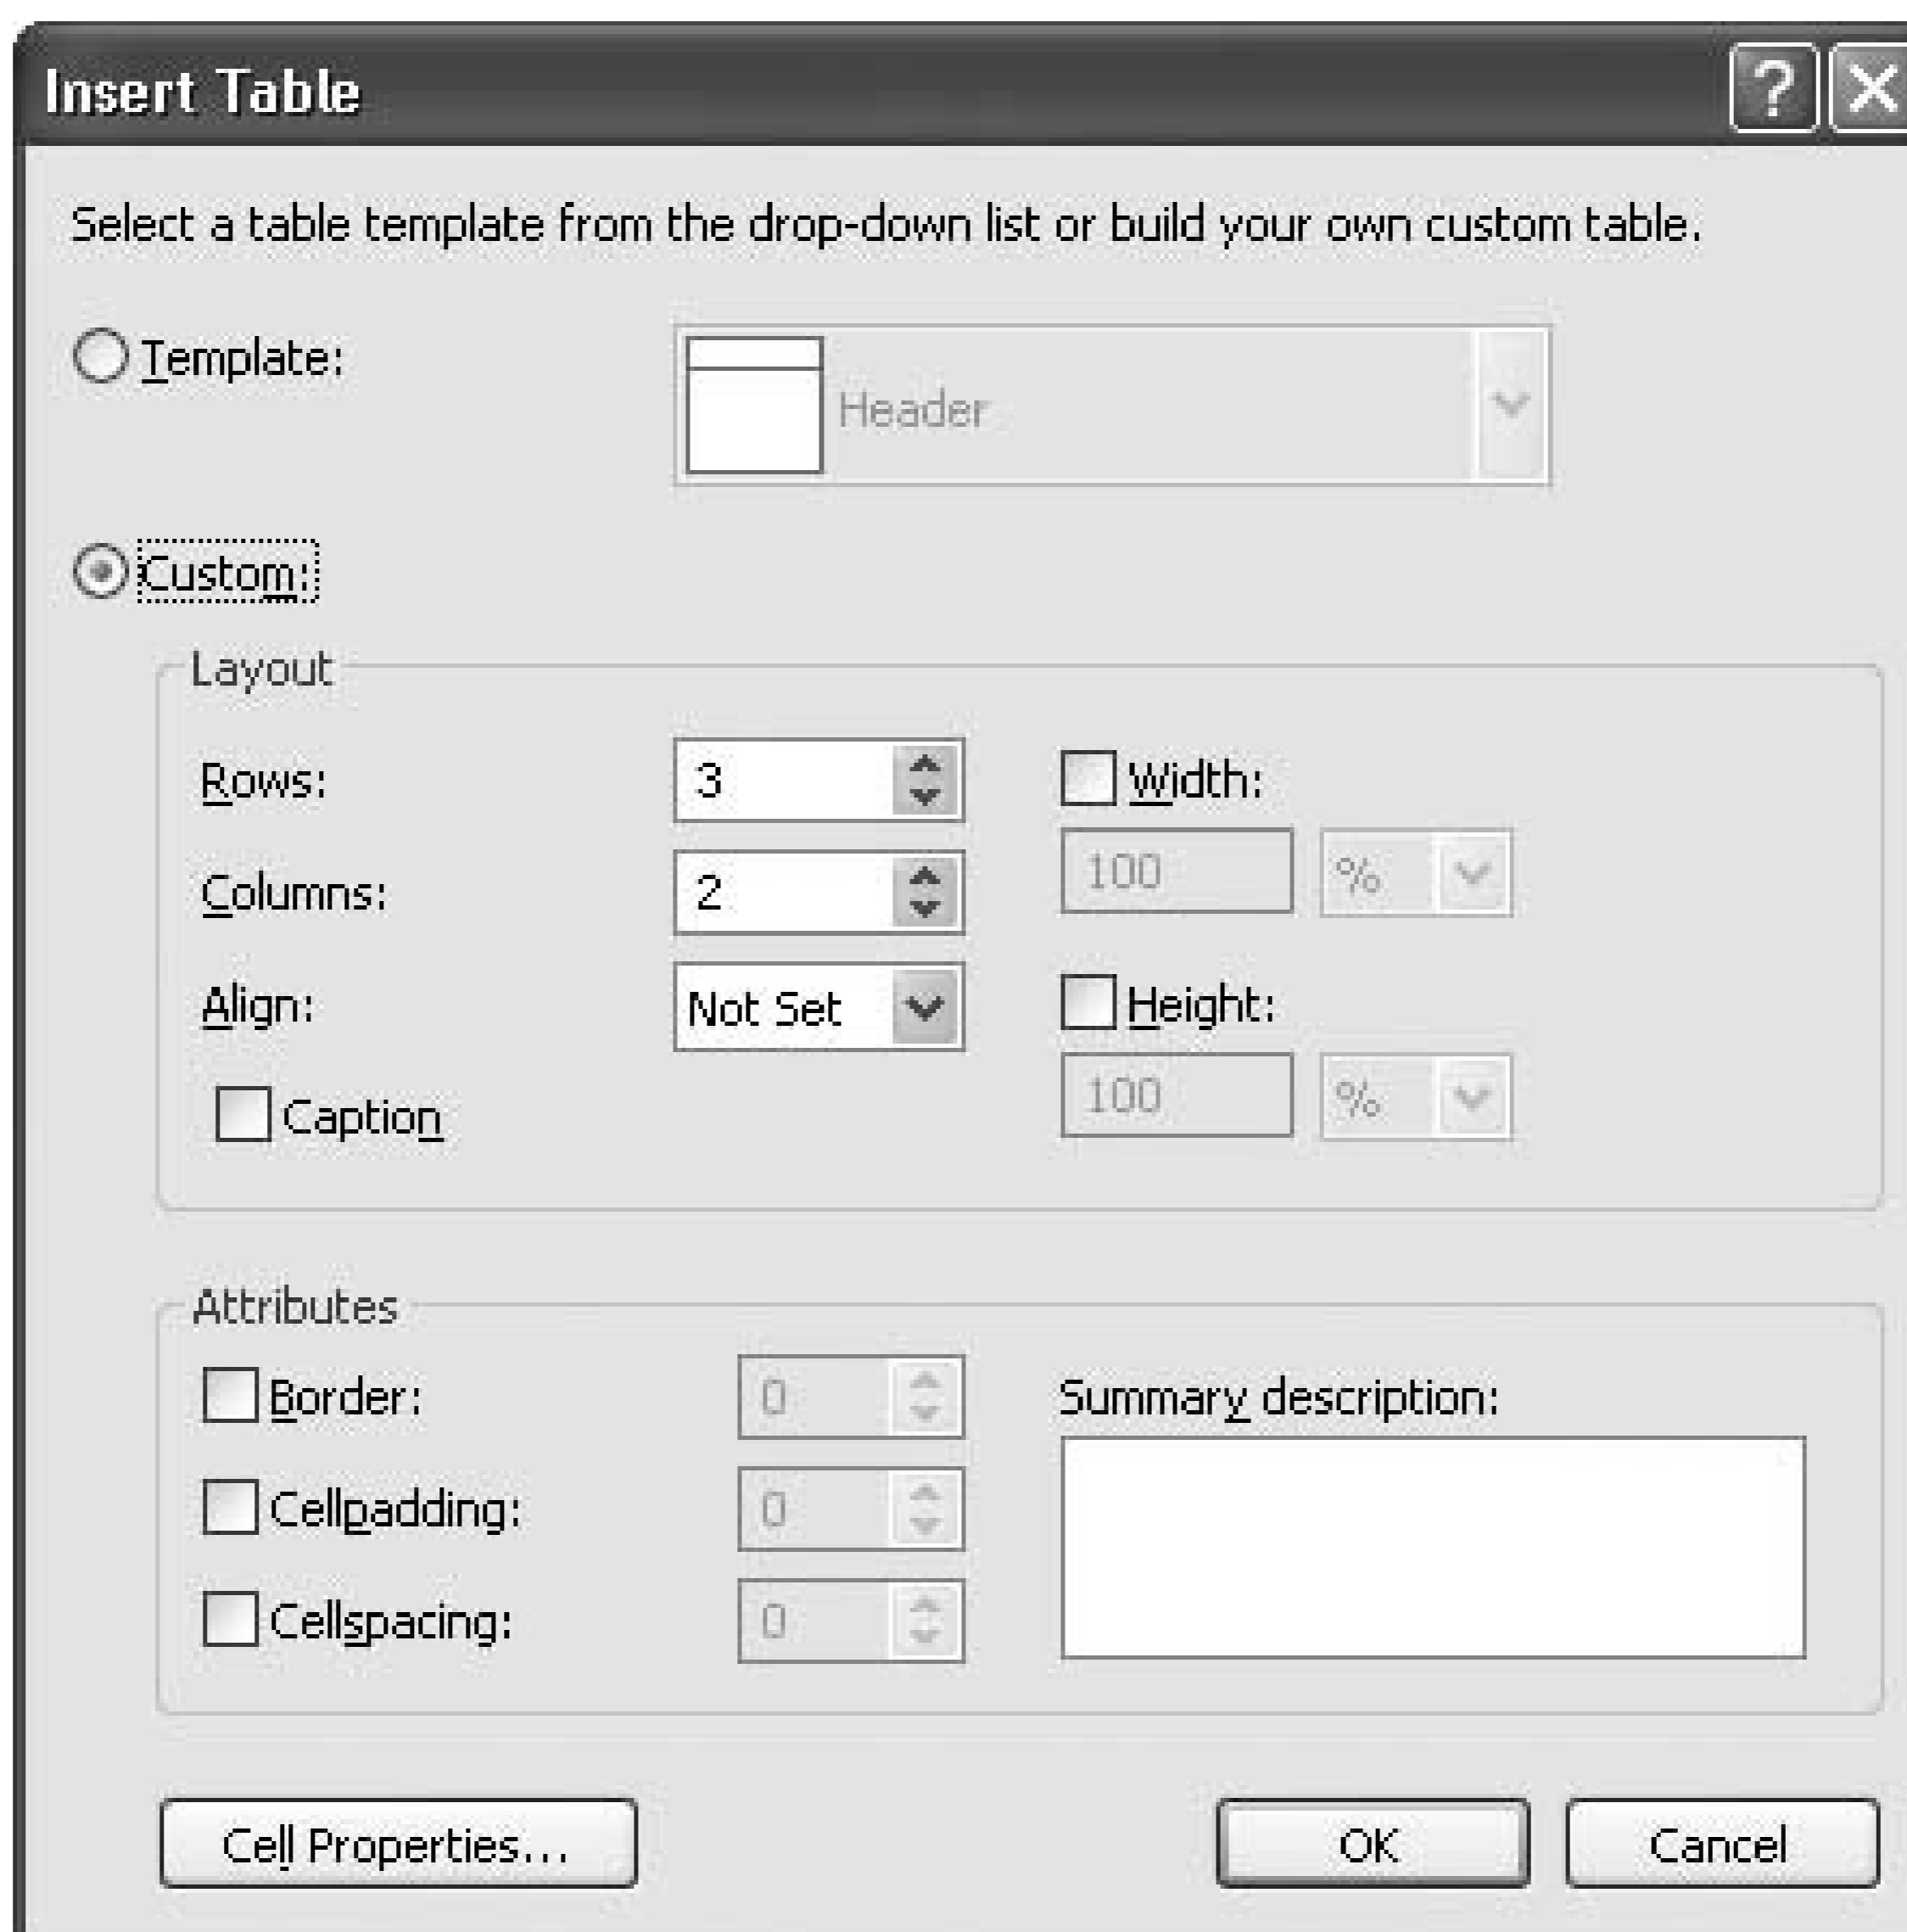 Insert Table
Select a table template from the drop-down list or build your own custom table.
Template:
Header
Custom:
Layout
Rows: 3 Width:
Columns: 2 100 %
Align: Not Set Height:
Caption 100 %
Attributes
Border: 0 Summary description:
Cellpadding: 0
Cellspacing: 0
Cell Properties... OK Cancel